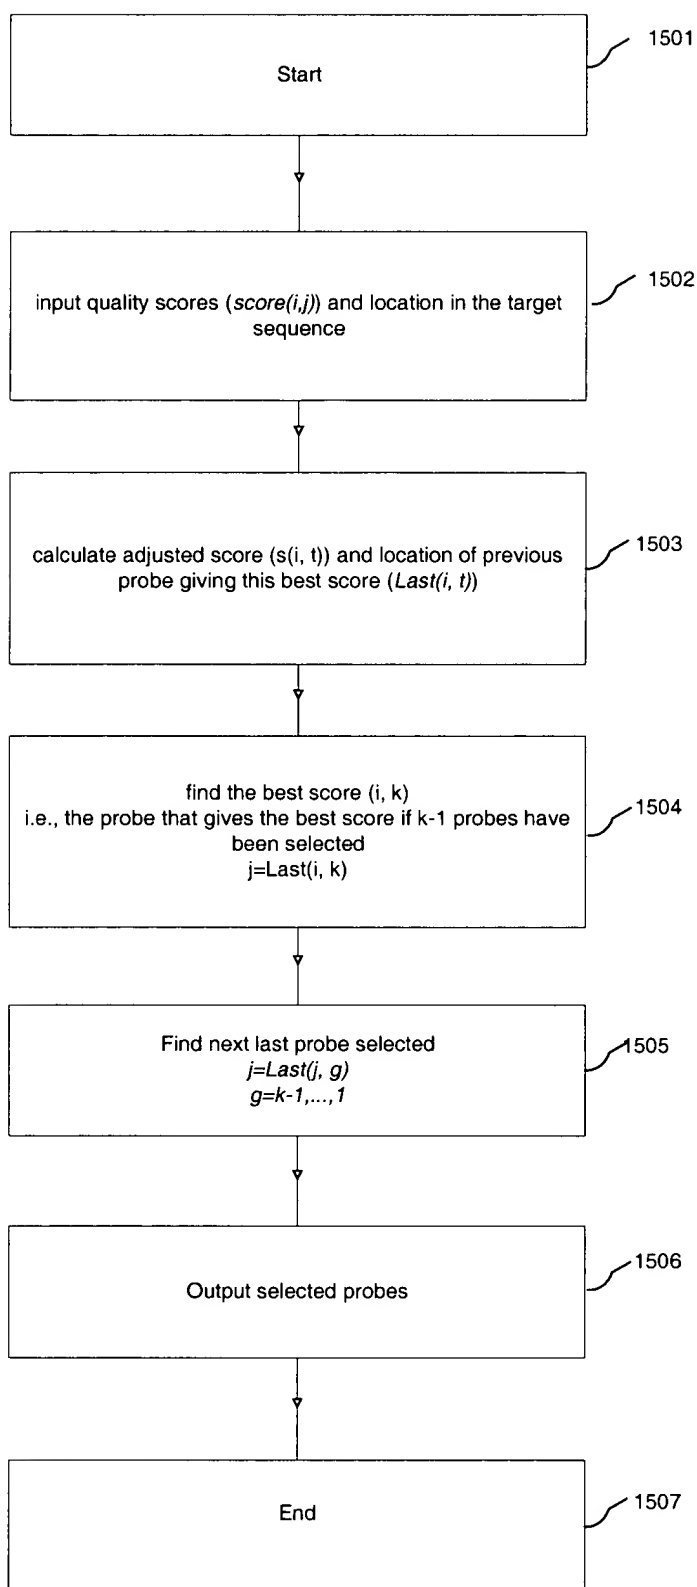 1501
Start
1502
input quality scores (score(i,j)) and location in the target
sequence
1503
calculate adjusted score (s(i, t)) and location of previous
probe giving this best score (Last(i, t))
1504
find the best score (i, k)
i.e., the probe that gives the best score if k-1 probes have
been selected
j=Last(i, k)
1505
Find next last probe selected
j=Last(j, g)
g=k-1,...,1
1506
Output selected probes
1507
End